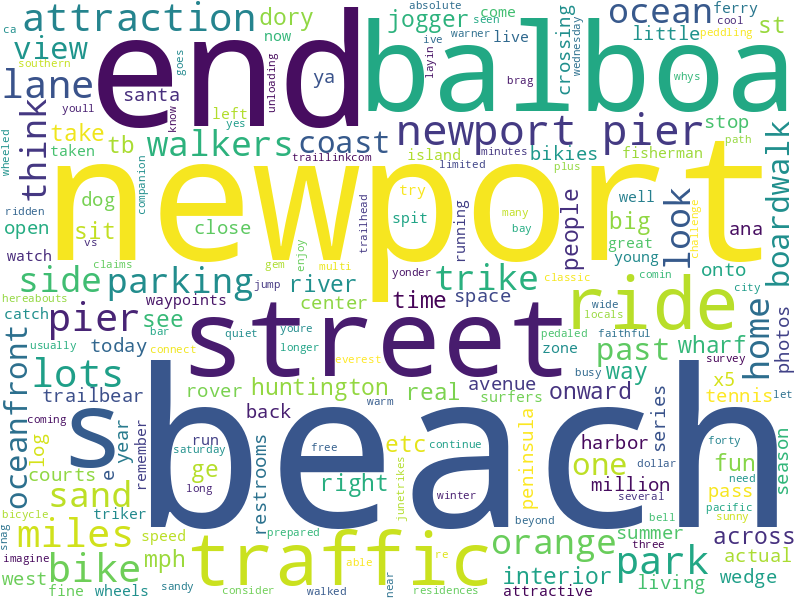 absolute
seen
come
ferry
cool
peddling
attraction
end
dory
jogger
balboa
ocean
ca
southern
view
now
live
ive
warner
crossing
wednesday
little
st
goes
unloading
layin
brag
whys
lane
santa
ya
youll
know
left
yes
think
take
taken
tb
walkers
coast
newport pier
stop
path
wheeled
traillinkcom
island
minutes
bikies
fisherman
limited
plus
boardwalk
companion
newport
dog
sit
try
many
spit
bay
well
big
great
young
look
challenge
ana
open
close
trailhead
running
people
watch
vs
claims
gem
multi
enjoy
yonder
classic
comin
onto
city
side
parking
jump
river
trike
hereabouts
waypoints
center
time
space
ride
wide
locals
catch
pier
see
bar
quiet
youre
street
pedaled
faithful
photos
usually
today
connect
longer
zone
busy
past
wharf
survey
home
oceanfront
lots
everest
way
x5
trailbear
rover
huntington
warm
real
avenue
surfers
onward
tennis
let
coming
log
year
remember
back
series
s
beach
run
saturday
free
etc
continue
peninsula
harbor
forty
season
courts
e
ge
long
restrooms
right
winter
one
dollar
fun
need
sand
million
several
pass
bicycle
triker
junetrikes
pacific
snag
miles
speed
prepared
beyond
bell
sunny
summer
across
imagine
mph
traffic
able
re
orange
three
actual
west
bike
interior
park
fine
wheels
sandy
consider
walked
near
residences
attractive
living
wedge
ridden